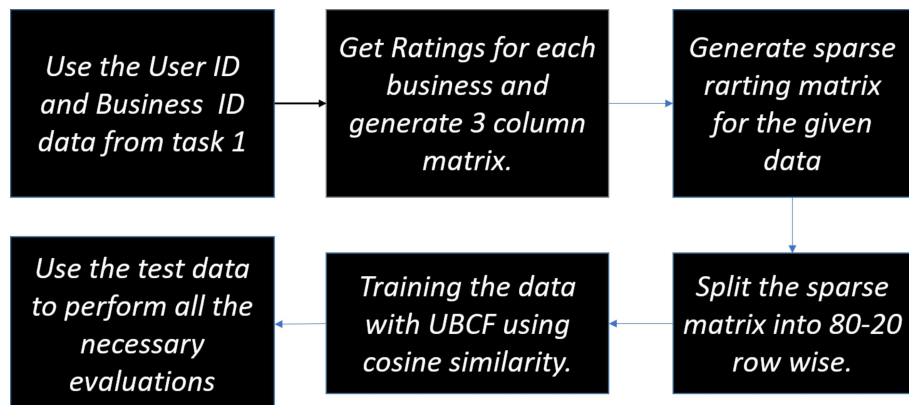 Use the User ID
and Business ID
data from task 1
Get Ratings for each
business and
generate 3 column
matrix.
Generate sparse
rarting matrix
for the given
data
Split the sparse
matrix into 80-20
row wise.
Training the data
with UBCF using
cosine similarity.
Use the test data
to perform all the
necessary
evaluations